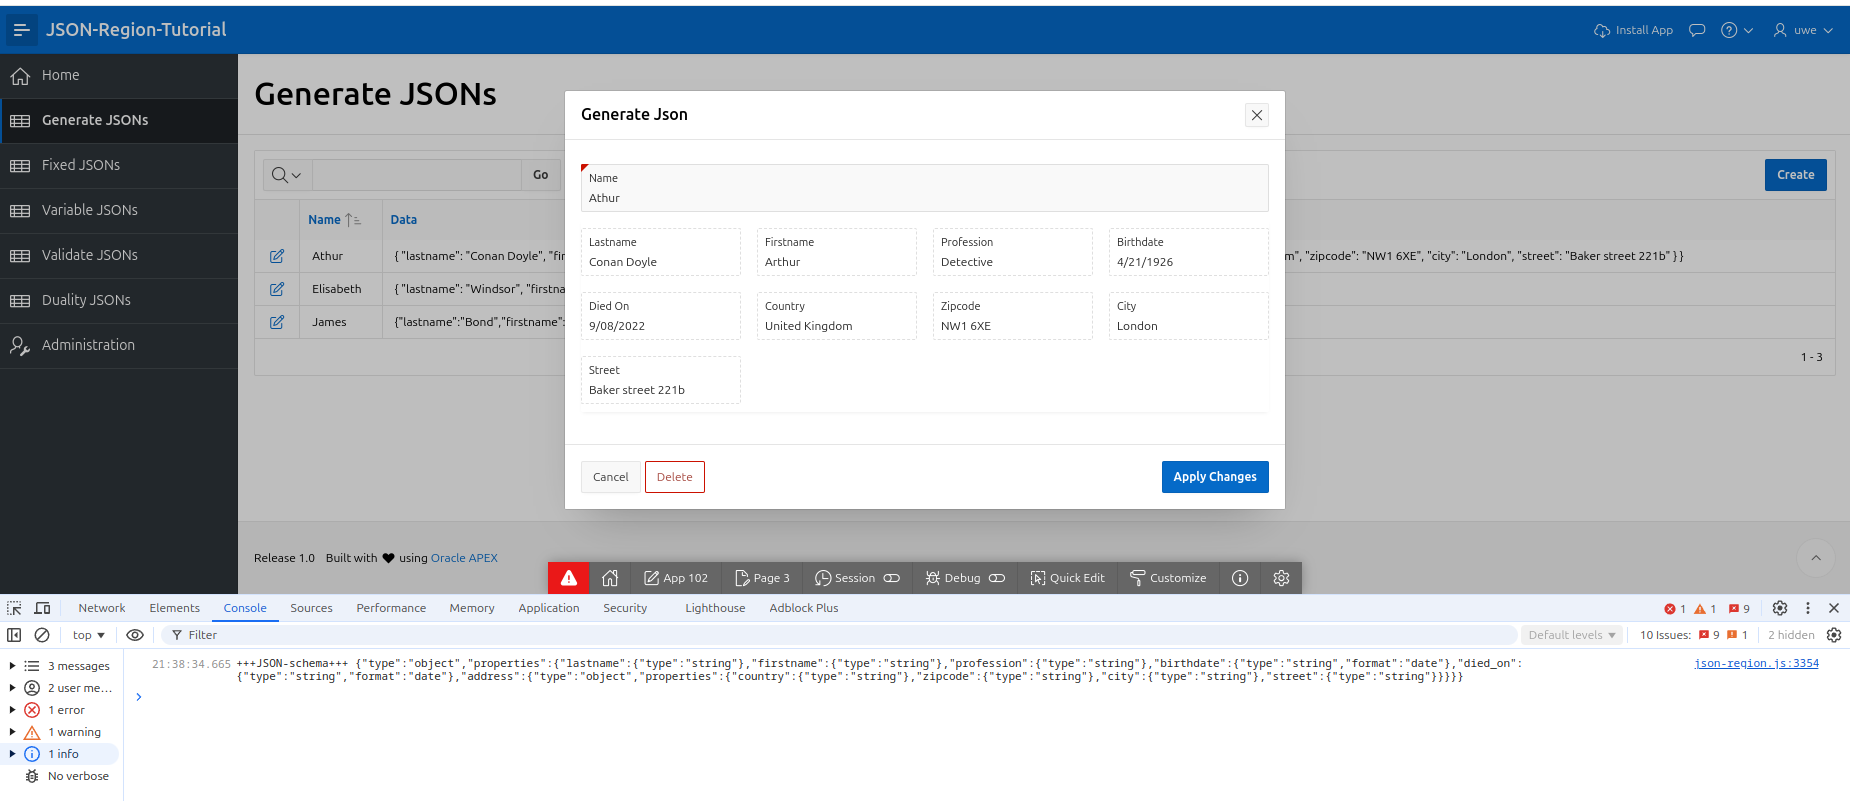 JSON-Region-Tutorial
Install App
uwe
Home
Generate JSONs
Fixed JSONs
Variable JSONs
Validate JSONs
Duality JSONs
Administration
Generate JSONs
Go
Create
Name Data
Athur { "lastname": "Conan Doyle", "fir m", "zipcode": "NW1 6XE", "city": "London", "street": "Baker street 221b" } }
Elisabeth { "lastname": "Windsor", "firstna
James {"lastname":"Bond","firstname":
1 - 3
Generate Json
Name
Athur
Lastname Firstname Profession Birthdate
Conan Doyle Arthur Detective 4/21/1926
Died On Country Zipcode City
9/08/2022 United Kingdom NW1 6XE London
Street
Baker street 221b
Cancel Delete Apply Changes
Release 1.0 Built with ♥ using Oracle APEX
App 102 Page 3 Session Debug Quick Edit Customize
Network Elements Console Sources Performance Memory Application Security Lighthouse Adblock Plus 1 1 9
top Filter Default levels ▼ 10 Issues: 9 1 2 hidden
3 messages
2 user me...
1 error
1 warning
1 info
No verbose
21:38:34.665 +++JSON-schema+++ {"type":"object","properties":{"lastname":{"type":"string"},"firstname":{"type":"string"},"profession":{"type":"string"},"birthdate":{"type":"string","format":"date"},"died_on": json-region.js:3354
{"type":"string","format":"date"},"address":{"type":"object","properties":{"country":{"type":"string"},"zipcode":{"type":"string"},"city":{"type":"string"},"street":{"type":"string"}}}}}